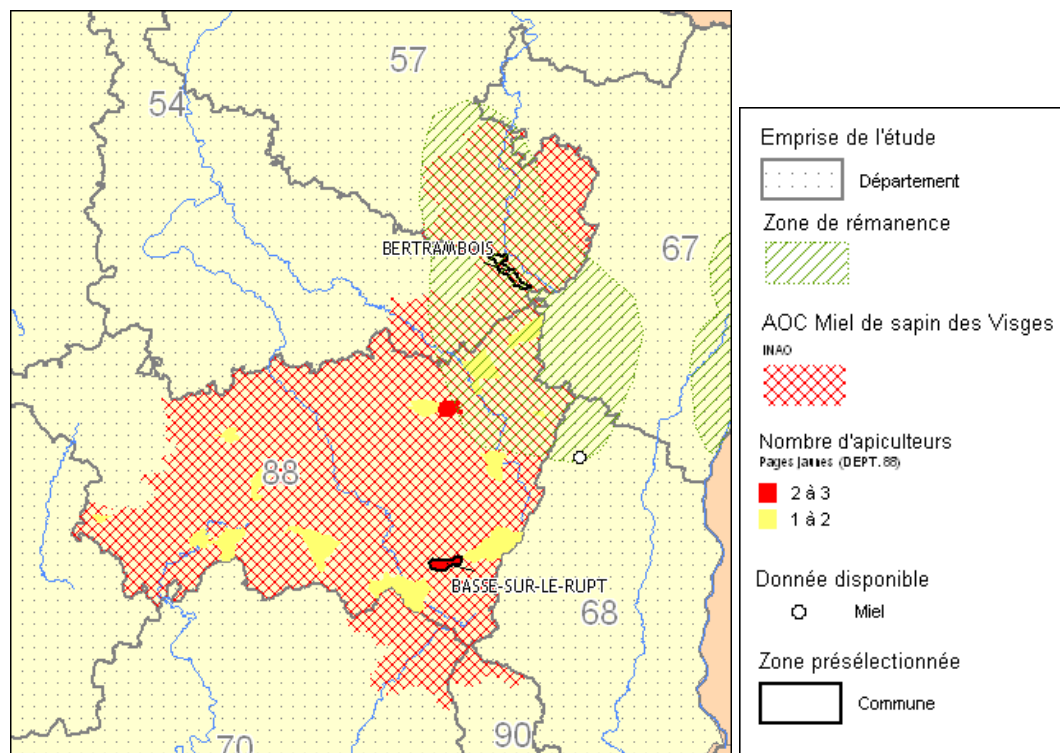 57
54
BERTRAMBOIS
67
88
BASSE-SUR-LE-RUPT
68
70
90
Emprise de l'étude
Département
Zone de rémanence
AOC Miel de sapin des Visges
INAO
Nombre d'apiculteurs
Pages Jaunes (DEPT. 88)
2 à 3
1 à 2
Donnée disponible
Miel
Zone présélectionnée
Commune